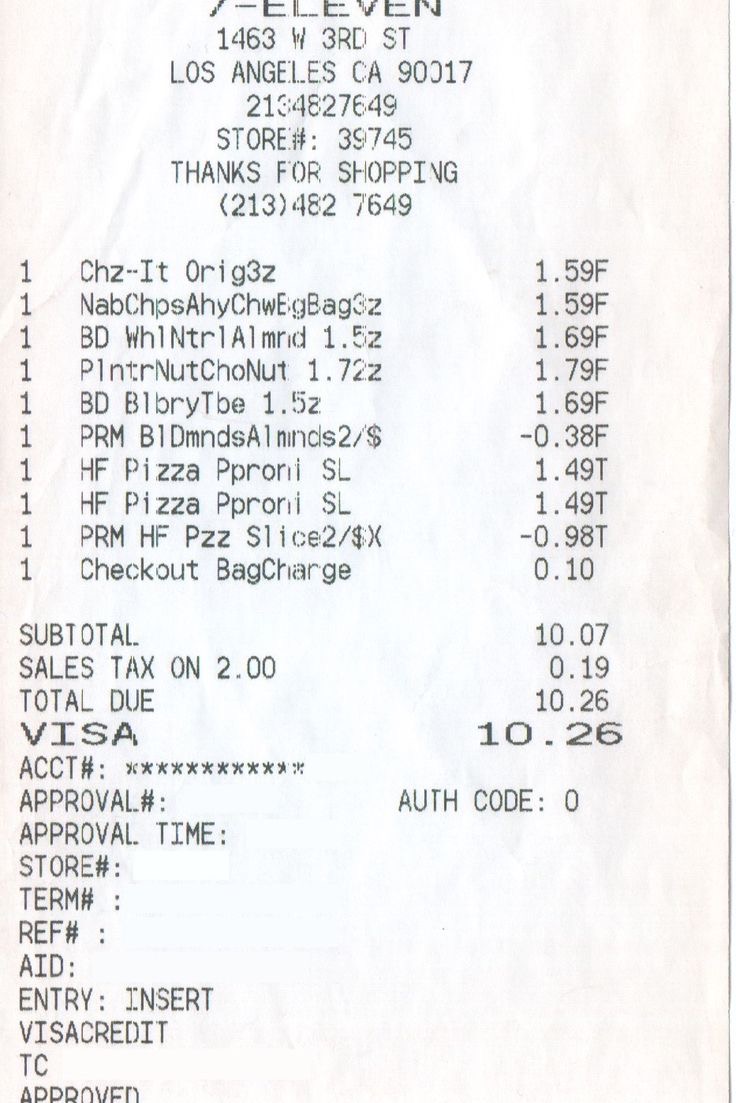 7-ELEVEN
1463 W 3RD ST
LOS ANGELES CA 90017
2134827649
STORE#: 39745
THANKS FOR SHOPPING
(213)482 7649
1 Chz-It Orig3z 1.59F
1 NabChpsAhyChwBgBag3z 1.59F
1 BD WhlNtrlAlmnd 1.5z 1.69F
1 PlntrNutChoNut 1.72z 1.79F
1 BD BlbryTbe 1.5z 1.69F
1 PRM BlDmndsAlmnds2/$ -0.38F
1 HF Pizza Pproni SL 1.49T
1 HF Pizza Pproni SL 1.49T
1 PRM HF Pzz Slice2/$X -0.98T
1 Checkout BagCharge 0.10
SUBTOTAL 10.07
SALES TAX ON 2.00 0.19
TOTAL DUE 10.26
VISA 10.26
ACCT#: ************
APPROVAL#: AUTH CODE: 0
APPROVAL TIME:
STORE#:
TERM# :
REF# :
AID:
ENTRY: INSERT
VISACREDIT
TC
APPROVED